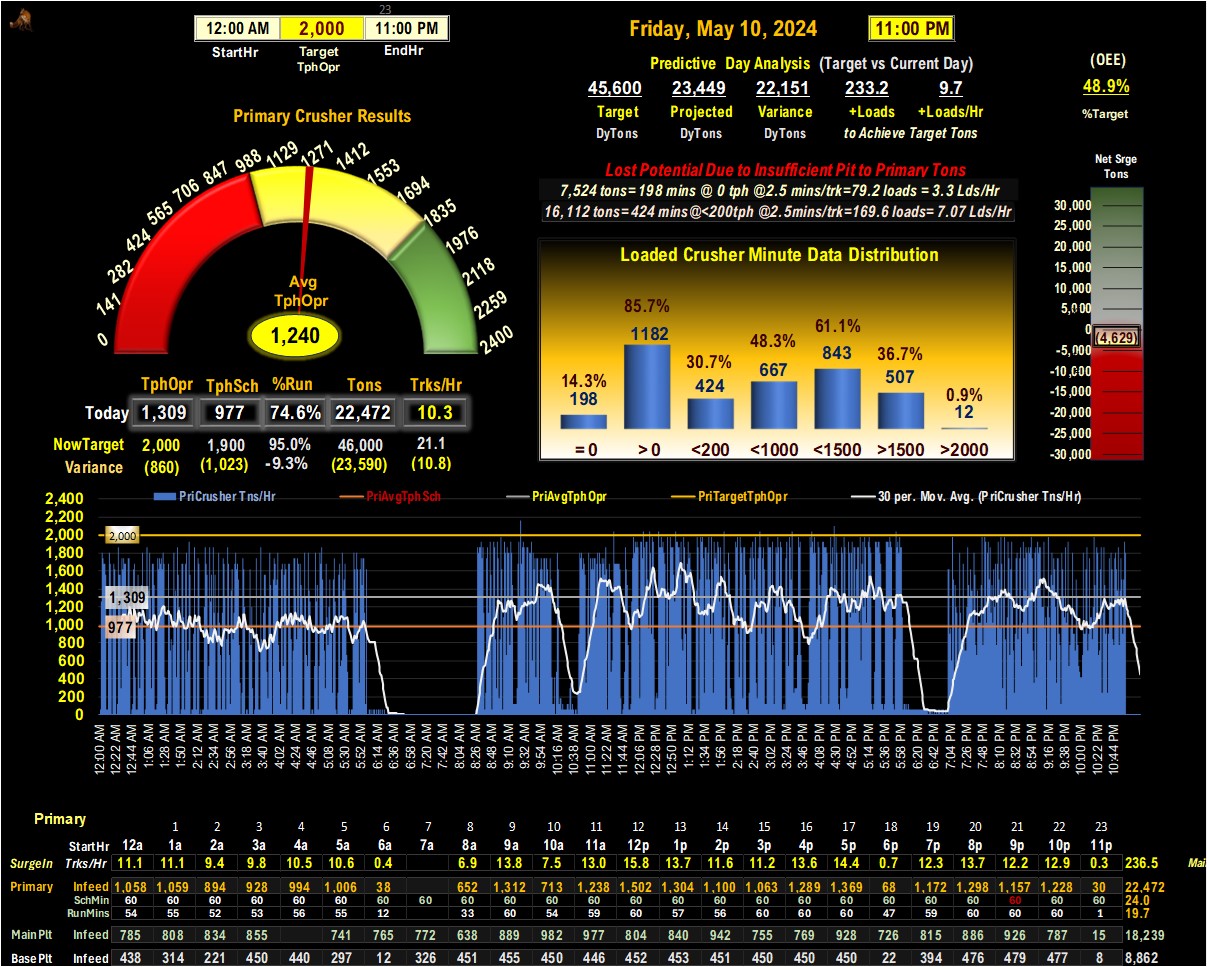 23
12:00 AM 2,000 11:00 PM
StartHr Target TphOpr EndHr
Friday, May 10, 2024 11:00 PM
Predictive Day Analysis (Target vs Current Day)
45,600 23,449 22,151 233.2 9.7
Target Projected Variance +Loads +Loads/Hr
DyTons DyTons DyTons to Achieve Target Tons
(OEE)
48.9%
%Target
Primary Crusher Results
0 141 282 424 565 706 847 988 1129 1271 1412 1553 1694 1835 1976 2118 2259 2400
Avg
TphOpr
1,240
Lost Potential Due to Insufficient Pit to Primary Tons
7,524 tons=198 mins @ 0 tph @2.5 mins/trk=79.2 loads = 3.3 Lds/Hr
16,112 tons= 424 mins@<200tph @2.5mins/trk=169.6 loads= 7.07 Lds/Hr
Loaded Crusher Minute Data Distribution
14.3% 85.7% 30.7% 48.3% 61.1% 36.7% 0.9%
198 1182 424 667 843 507 12
= 0 > 0 <200 <1000 <1500 >1500 >2000
Net Srge
Tons
30,000
25,000
20,000
15,000
10,000
5,000
0
(4,629)
-5,000
-10,000
-15,000
-20,000
-25,000
-30,000
TphOpr TphSch %Run Tons Trks/Hr
Today 1,309 977 74.6% 22,472 10.3
NowTarget 2,000 1,900 95.0% 46,000 21.1
Variance (860) (1,023) -9.3% (23,590) (10.8)
PriCrusher Tns/Hr PriAvgTphSch PriAvgTphOpr PriTargetTphOpr 30 per. Mov. Avg. (PriCrusher Tns/Hr)
2,400
2,200
2,000
1,800
1,600
1,400
1,200
1,000
800
600
400
200
0
2,000
1,309
977
12:00 AM 12:22 AM 12:44 AM 1:06 AM 1:28 AM 1:50 AM 2:12 AM 2:34 AM 2:56 AM 3:18 AM 3:40 AM 4:02 AM 4:24 AM 4:46 AM 5:08 AM 5:30 AM 5:52 AM 6:14 AM 6:36 AM 6:58 AM 7:20 AM 7:42 AM 8:04 AM 8:26 AM 8:48 AM 9:10 AM 9:32 AM 9:54 AM 10:16 AM 10:38 AM 11:00 AM 11:22 AM 11:44 AM 12:06 PM 12:28 PM 12:50 PM 1:12 PM 1:34 PM 1:56 PM 2:18 PM 2:40 PM 3:02 PM 3:24 PM 3:46 PM 4:08 PM 4:30 PM 4:52 PM 5:14 PM 5:36 PM 5:58 PM 6:20 PM 6:42 PM 7:04 PM 7:26 PM 7:48 PM 8:10 PM 8:32 PM 8:54 PM 9:16 PM 9:38 PM 10:00 PM 10:22 PM 10:44 PM
Primary
1 2 3 4 5 6 7 8 9 10 11 12 13 14 15 16 17 18 19 20 21 22 23
StartHr 12a 1a 2a 3a 4a 5a 6a 7a 8a 9a 10a 11a 12p 1p 2p 3p 4p 5p 6p 7p 8p 9p 10p 11p
SurgeIn Trks/Hr 11.1 11.1 9.4 9.8 10.5 10.6 0.4 6.9 13.8 7.5 13.0 15.8 13.7 11.6 11.2 13.6 14.4 0.7 12.3 13.7 12.2 12.9 0.3 236.5
Primary Infeed 1,058 1,059 894 928 994 1,006 38 652 1,312 713 1,238 1,502 1,304 1,100 1,063 1,289 1,369 68 1,172 1,298 1,157 1,228 30 22,472
SchMin 60 60 60 60 60 60 60 60 60 60 60 60 60 60 60 60 60 60 60 60 60 60 60 60 24.0
RunMins 54 55 52 53 56 55 12 33 60 54 59 60 57 56 60 60 60 47 59 60 60 60 1 19.7
MainPlt Infeed 785 808 834 855 741 765 772 638 889 982 977 804 840 942 755 769 928 726 815 886 926 787 15 18,239
BasePlt Infeed 438 314 221 450 440 297 12 326 451 455 450 446 452 453 451 450 450 450 22 394 476 479 477 8 8,862